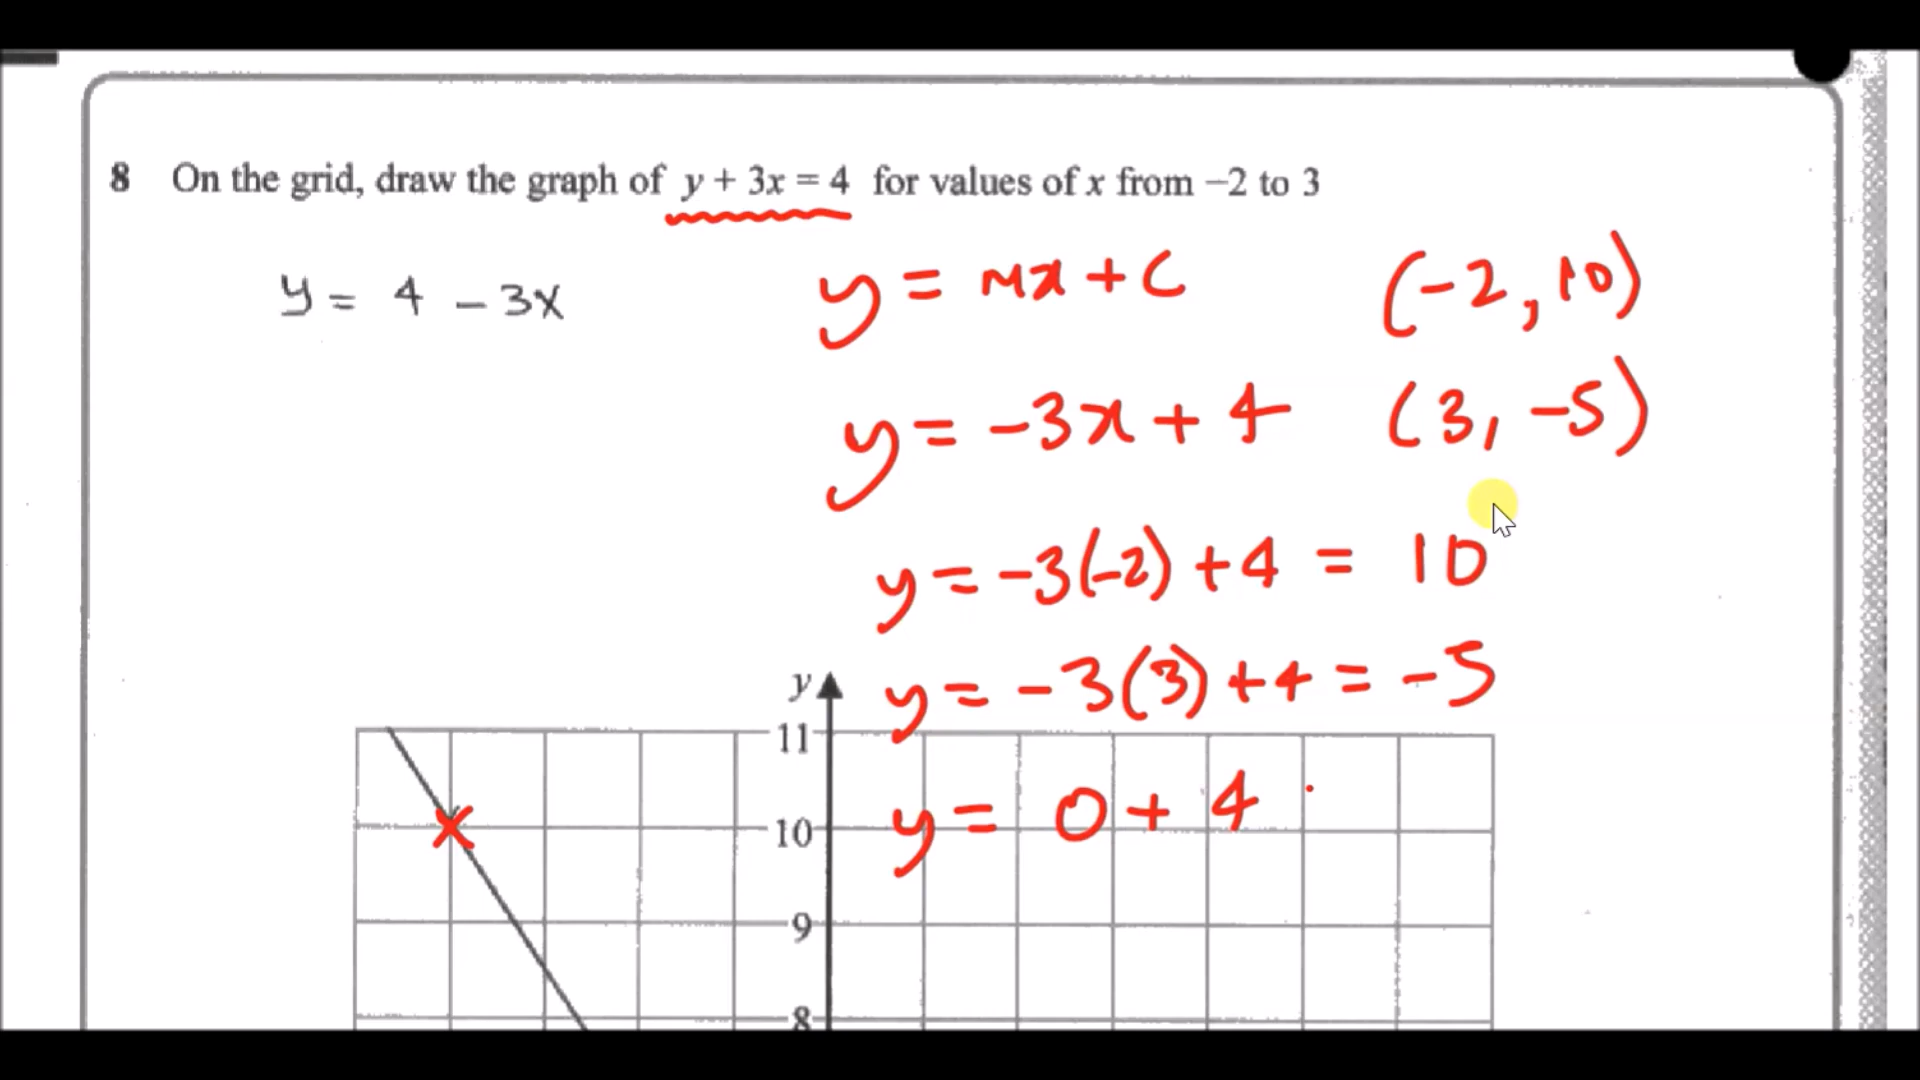 8 On the grid, draw the graph of y + 3x = 4 for values of x from −2 to 3
y = 4 - 3x
y = mx + c
(-2, 10)
y = -3x + 4
(3, -5)
y = -3(-2) + 4 = 10
y = -3(3) + 4 = -5
y
11
y = 0 + 4
10
9
8